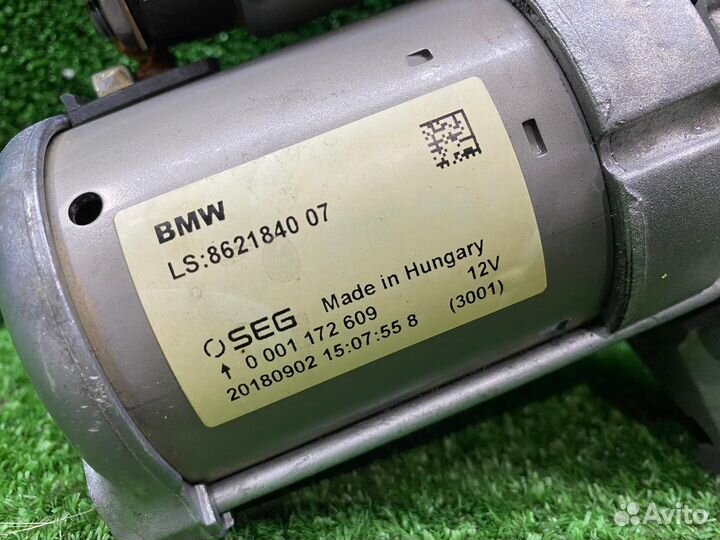 BMW
LS:8621840 07
SEG Made in Hungary
0 001 172 609 12V
20180902 15:07:55 8 (3001)
Avito